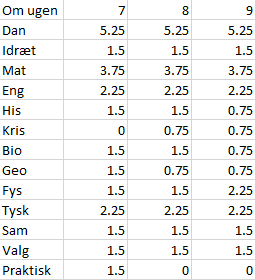 Om ugen 7 8 9
Dan 5.25 5.25 5.25
Idræt 1.5 1.5 1.5
Mat 3.75 3.75 3.75
Eng 2.25 2.25 2.25
His 1.5 1.5 0.75
Kris 0 0.75 0.75
Bio 1.5 1.5 0.75
Geo 1.5 0.75 0.75
Fys 1.5 1.5 2.25
Tysk 2.25 2.25 2.25
Sam 1.5 1.5 1.5
Valg 1.5 1.5 1.5
Praktisk 1.5 0 0